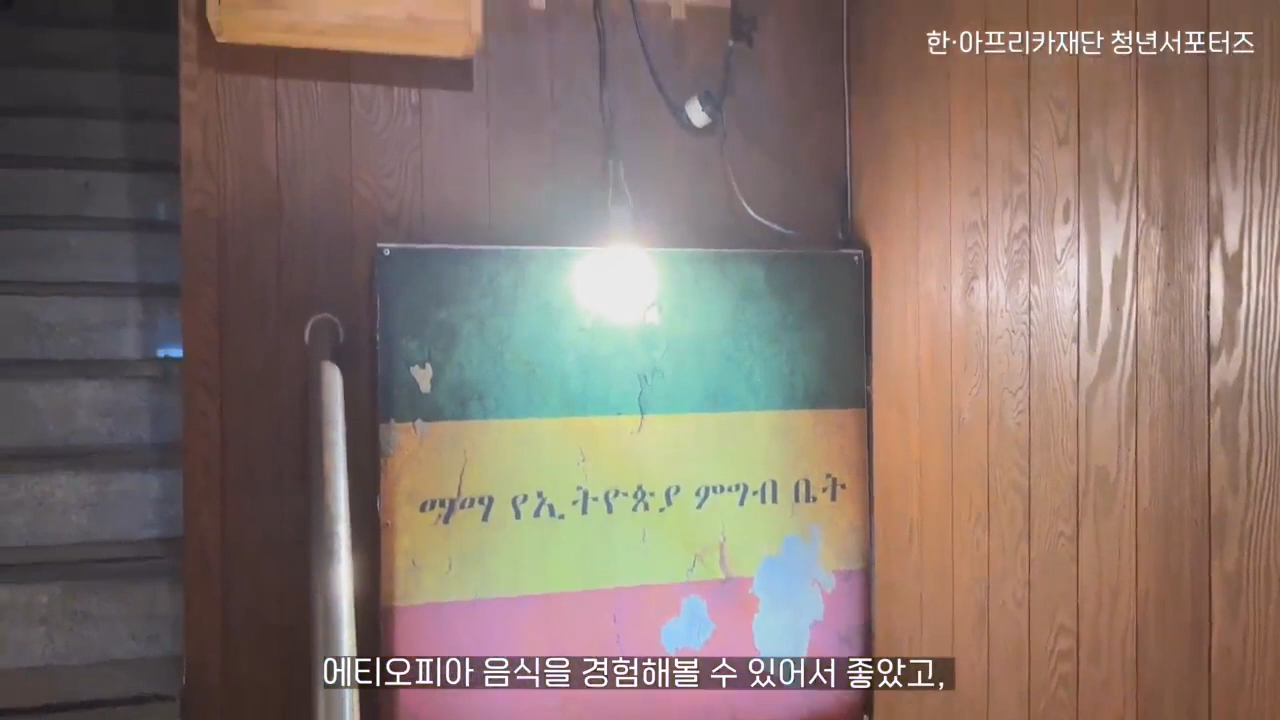 한·아프리카재단 청년서포터즈
ማማ የኢትዮጵያ ምግብ ቤት
에티오피아 음식을 경험해볼 수 있어서 좋았고,